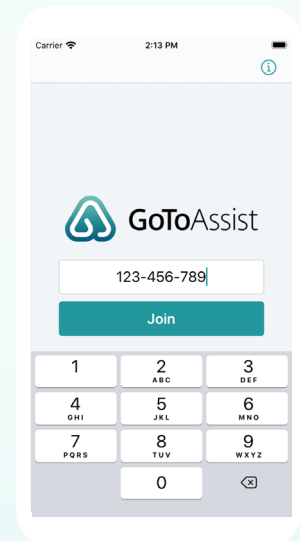 Carrier 2:13 PM
GoToAssist
123-456-789
Join
1 2 3
ABC DEF
4 5 6
GHI JKL MNO
7 8 9
PQRS TUV WXYZ
0